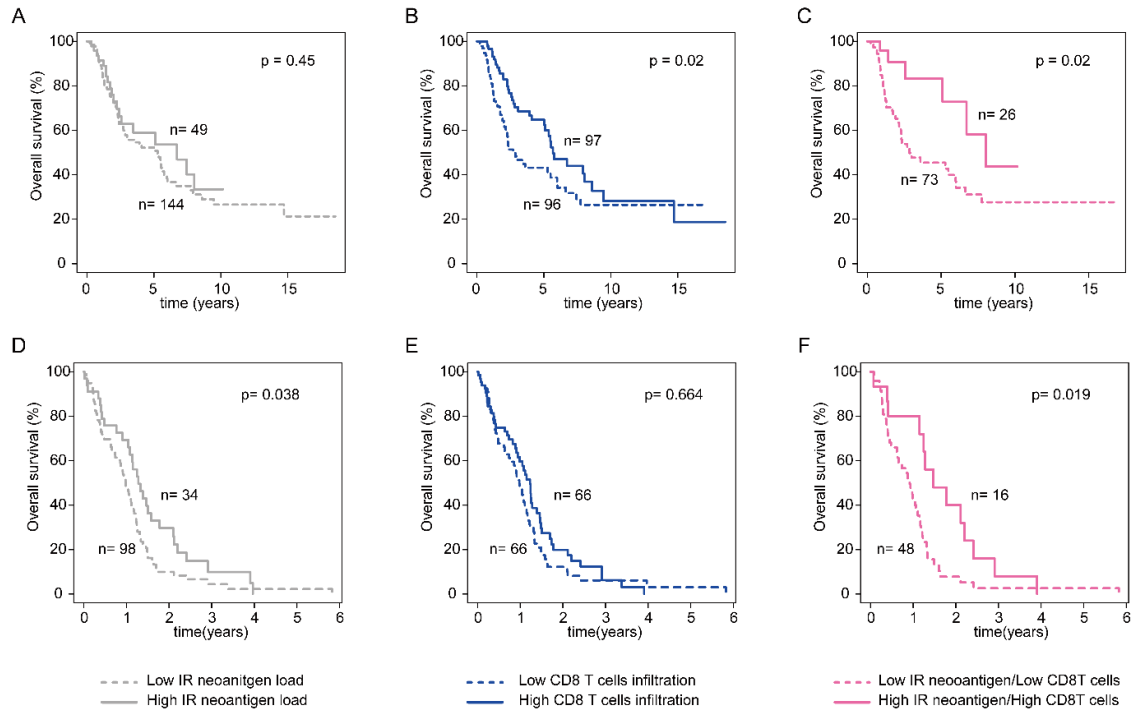 A
B
C
Overall survival (%)
100
80
60
40
20
0
p = 0.45
n= 49
n= 144
0
5
10
15
time (years)
Overall survival (%)
100
80
60
40
20
0
p = 0.02
n= 97
n= 96
0
5
10
15
time (years)
Overall survival (%)
100
80
60
40
20
0
p = 0.02
n= 26
n= 73
0
5
10
15
time (years)
D
E
F
Overall survival (%)
100
80
60
40
20
0
p= 0.038
n= 34
n= 98
0
1
2
3
4
5
6
time(years)
Overall survival (%)
100
80
60
40
20
0
p= 0.664
n= 66
n= 66
0
1
2
3
4
5
6
time(years)
Overall survival (%)
100
80
60
40
20
0
p= 0.019
n= 16
n= 48
0
1
2
3
4
5
6
time(years)
Low IR neoanitgen load
High IR neoantigen load
Low CD8 T cells infiltration
High CD8 T cells infiltration
Low IR neooantigen/Low CD8T cells
High IR neoantigen/High CD8T cells